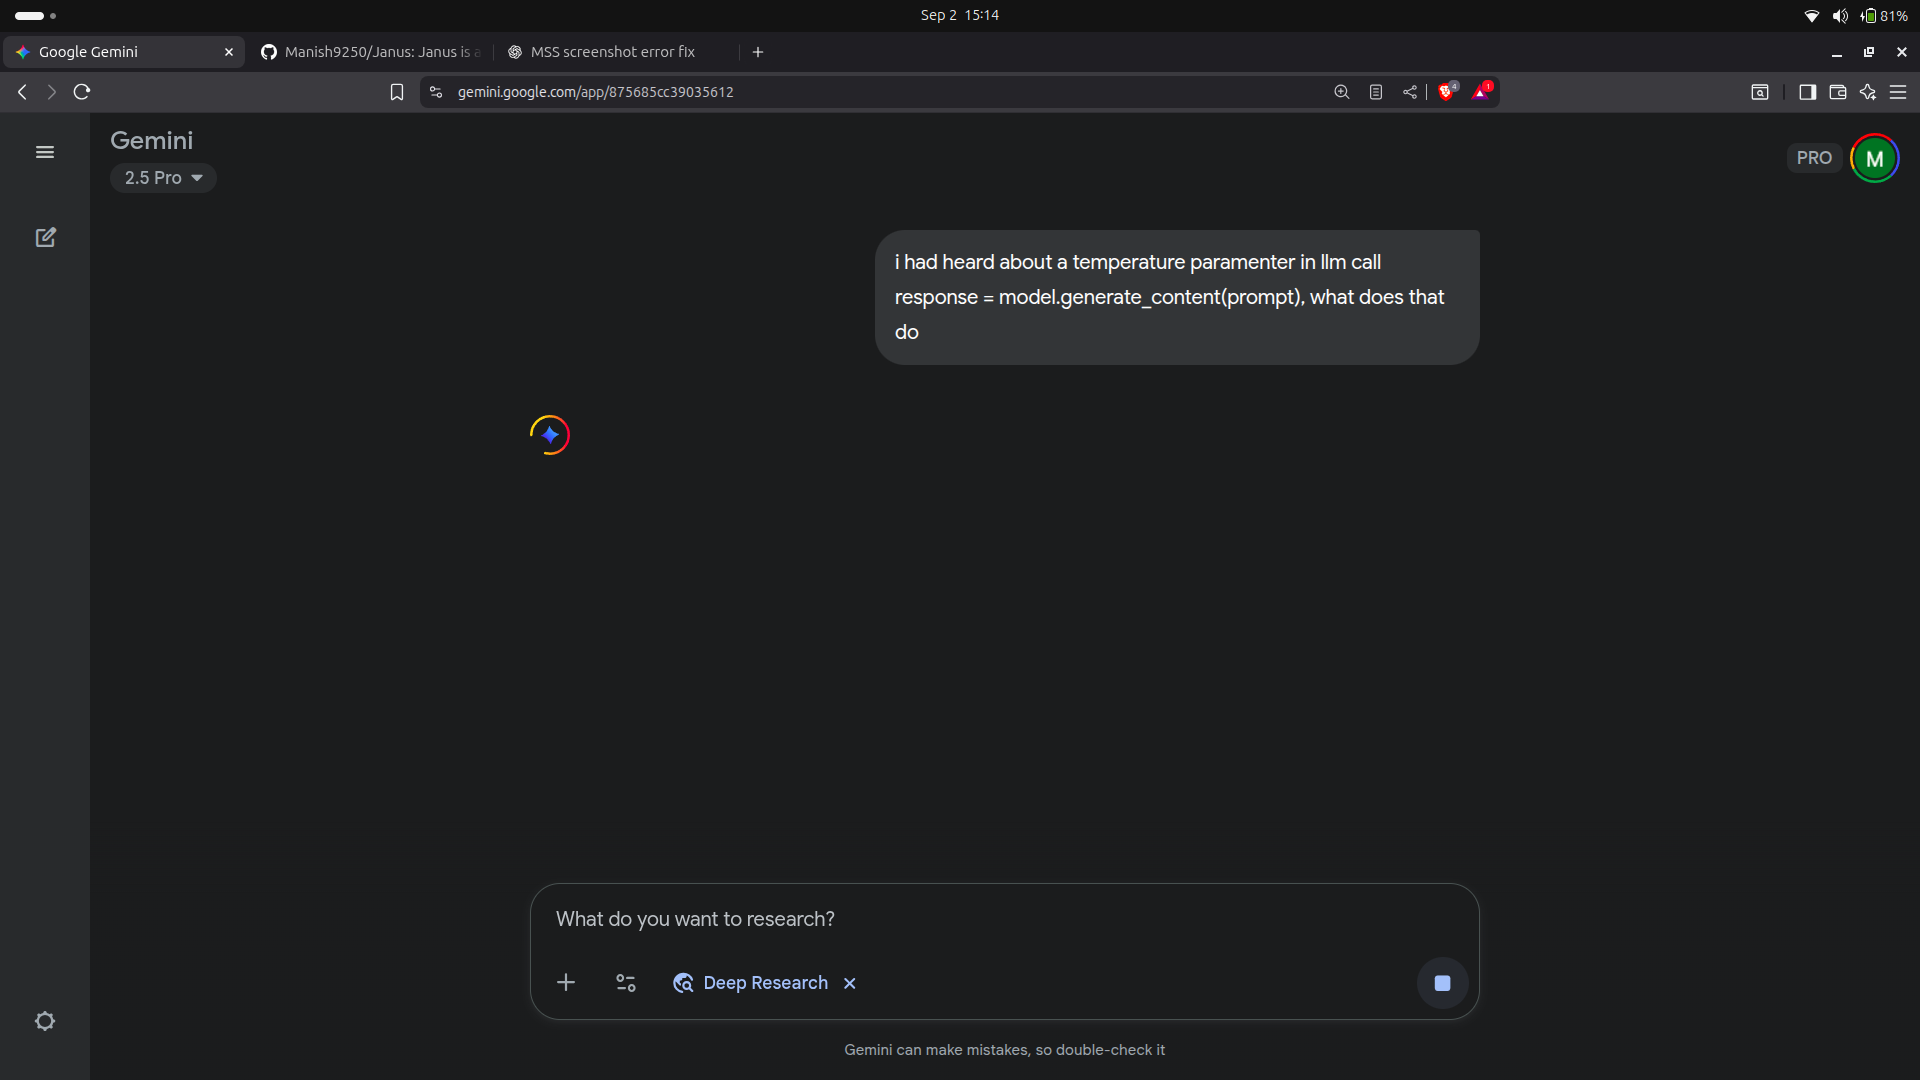 Sep 2 15:14
81%
Google Gemini
Manish9250/Janus: Janus is a
MSS screenshot error fix
gemini.google.com/app/875685cc39035612
4
1
Gemini
2.5 Pro
PRO
M
i had heard about a temperature paramenter in llm call
response = model.generate_content(prompt), what does that
do
What do you want to research?
Deep Research
Gemini can make mistakes, so double-check it